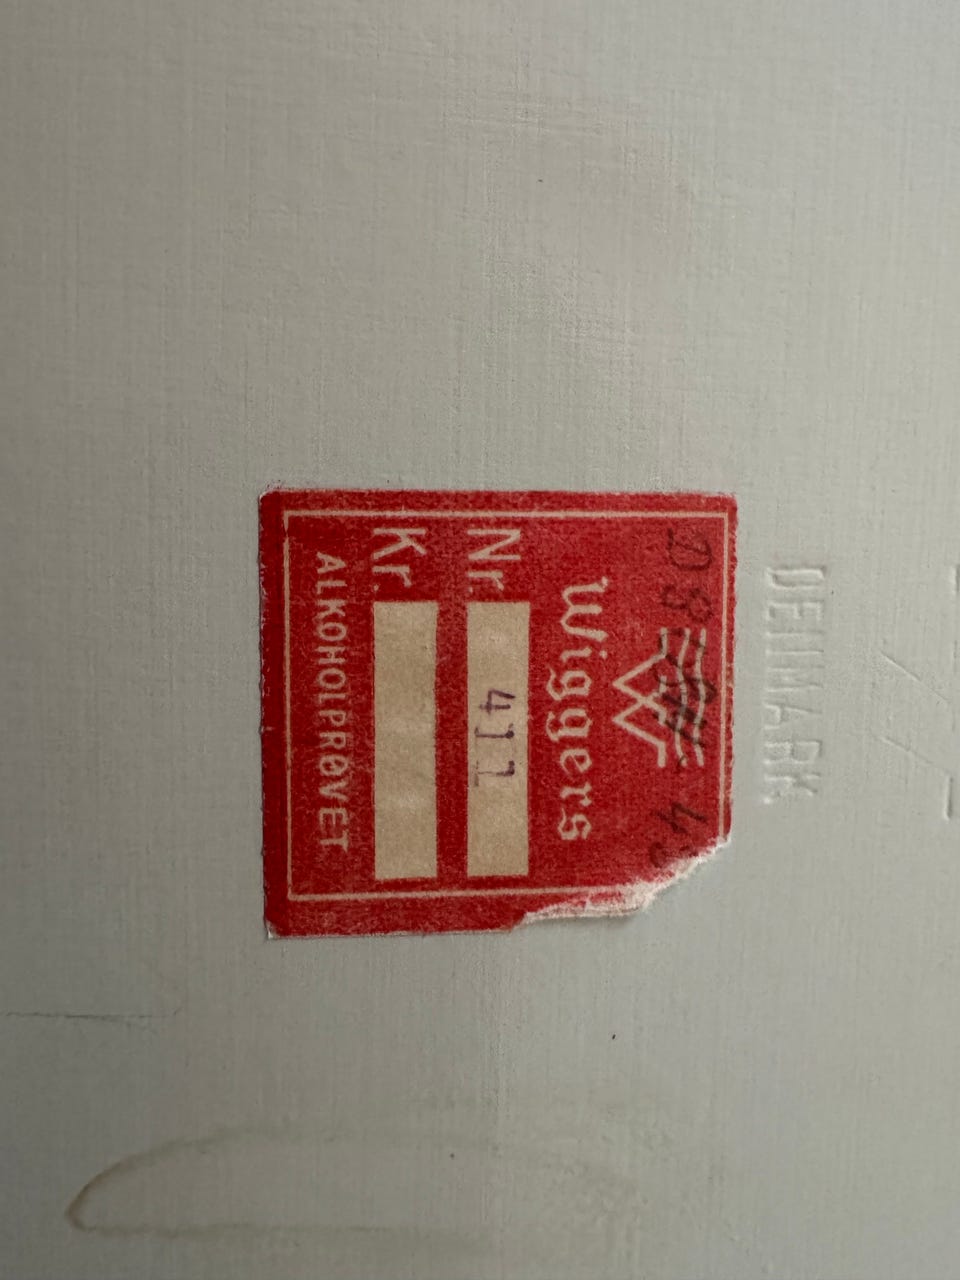 DENMARK
Wiggers
Nr. 411
Kr.
ALKOHOLPRØVET